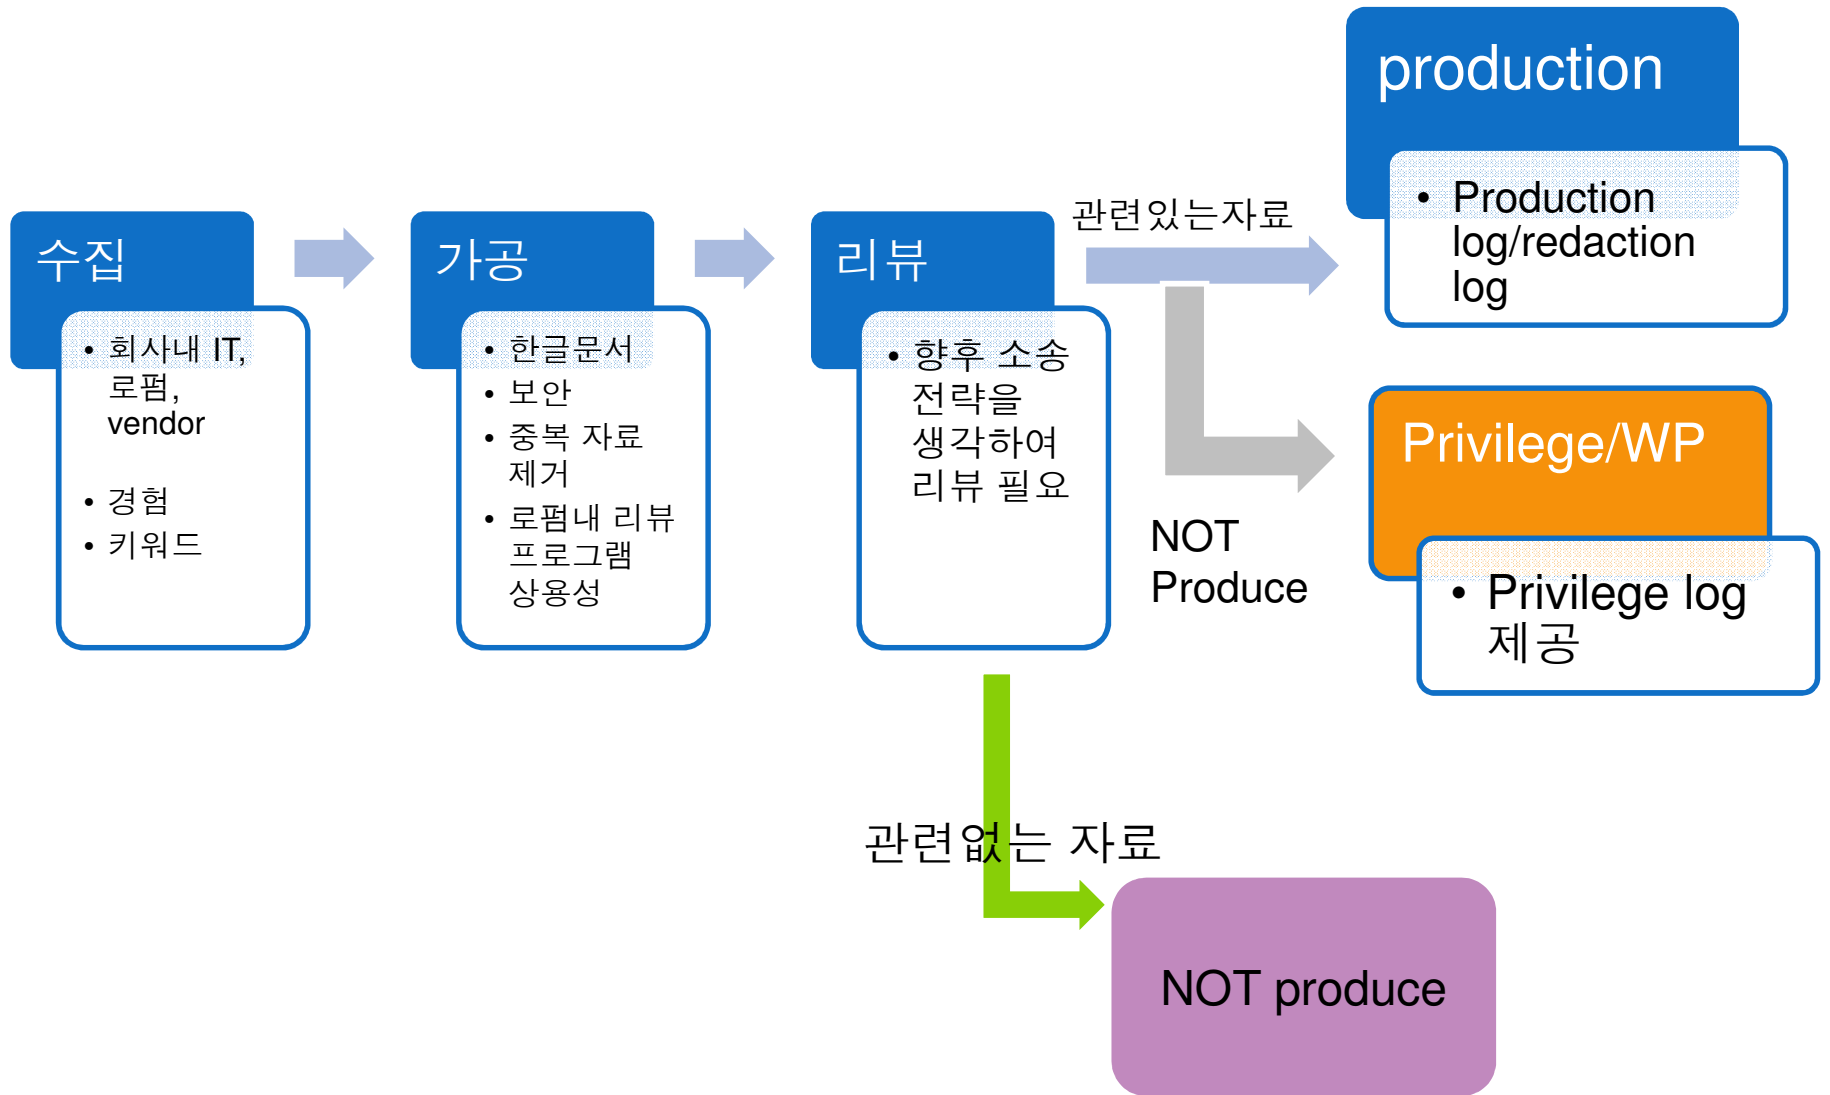 수집
• 회사내 IT,
로펌,
vendor
• 경험
• 키워드
가공
• 한글문서
• 보안
• 중복 자료
제거
• 로펌내 리뷰
프로그램
상용성
리뷰
• 향후 소송
전략을
생각하여
리뷰 필요
관련있는자료
production
• Production
log/redaction
log
NOT
Produce
Privilege/WP
• Privilege log
제공
관련없는 자료
NOT produce